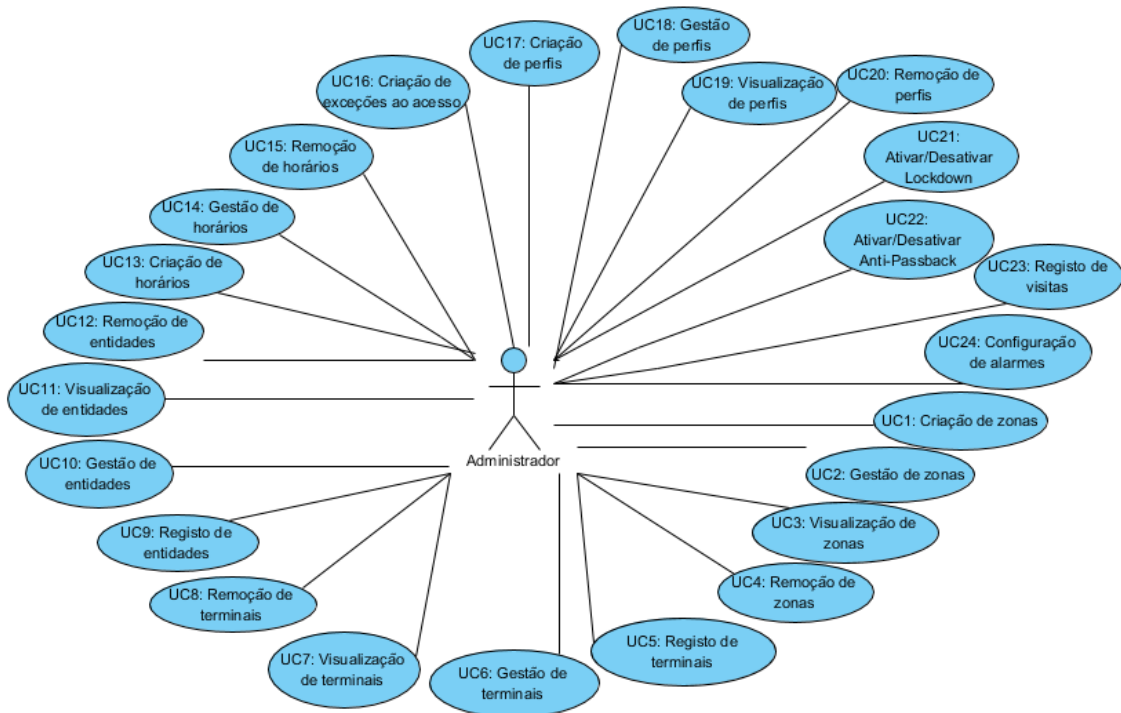 UC18: Gestão
de perfis
UC17: Criação
de perfis
UC16: Criação de
exceções ao acesso
UC19: Visualização
de perfis
UC20: Remoção de
perfis
UC15: Remoção
de horários
UC21:
Ativar/Desativar
Lockdown
UC14: Gestão de
horários
UC22:
Ativar/Desativar
Anti-Passback
UC13: Criação de
horários
UC23: Registo de
visitas
UC12: Remoção de
entidades
UC24: Configuração
de alarmes
UC11: Visualização
de entidades
UC1: Criação de zonas
UC10: Gestão de
entidades
Administrador
UC2: Gestão de zonas
UC9: Registo de
entidades
UC3: Visualização de
zonas
UC8: Remoção de
terminais
UC4: Remoção de
zonas
UC7: Visualização
de terminais
UC6: Gestão de
terminais
UC5: Registo de
terminais